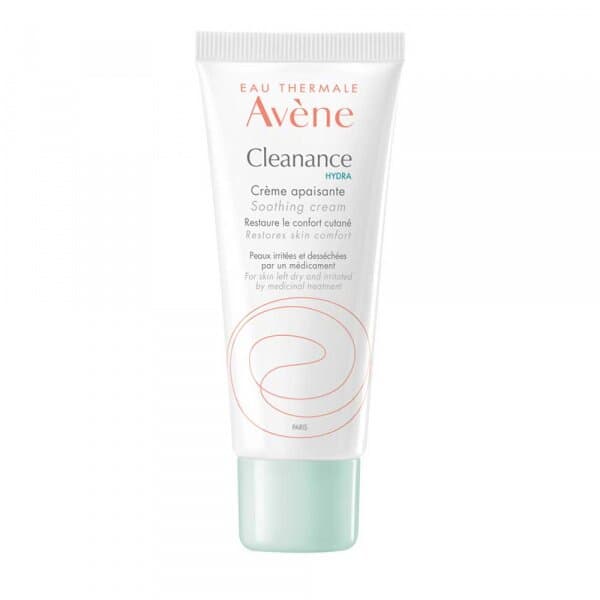 EAU THERMALE
Avène
Cleanance
HYDRA
Crème apaisante
Soothing cream
Restaure le confort cutané
Restores skin comfort
Peaux irritées et desséchées
par un médicament
For skin left dry and irritated
by medicinal treatment
PARIS